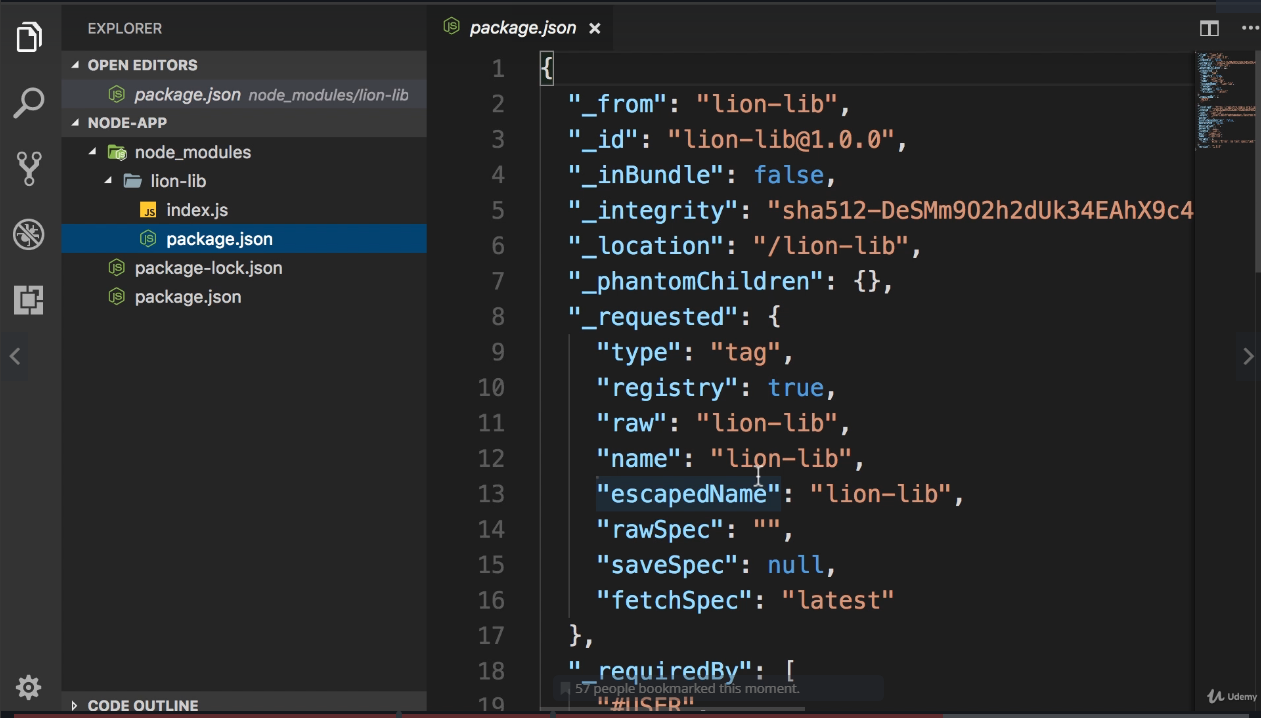 EXPLORER
OPEN EDITORS
package.json node_modules/lion-lib
NODE-APP
node_modules
lion-lib
JS index.js
package.json
package-lock.json
package.json
CODE OUTLINE
package.json ×
1 {
2 "_from": "lion-lib",
3 "_id": "lion-lib@1.0.0",
4 "_inBundle": false,
5 "_integrity": "sha512-DeSMm9O2h2dUk34EAhX9c4
6 "_location": "/lion-lib",
7 "_phantomChildren": {},
8 "_requested": {
9 "type": "tag",
10 "registry": true,
11 "raw": "lion-lib",
12 "name": "lion-lib",
13 "escapedName": "lion-lib",
14 "rawSpec": "",
15 "saveSpec": null,
16 "fetchSpec": "latest"
17 },
18 "_requiredBy": [
57 people bookmarked this moment.
19 "#USER",
Udemy